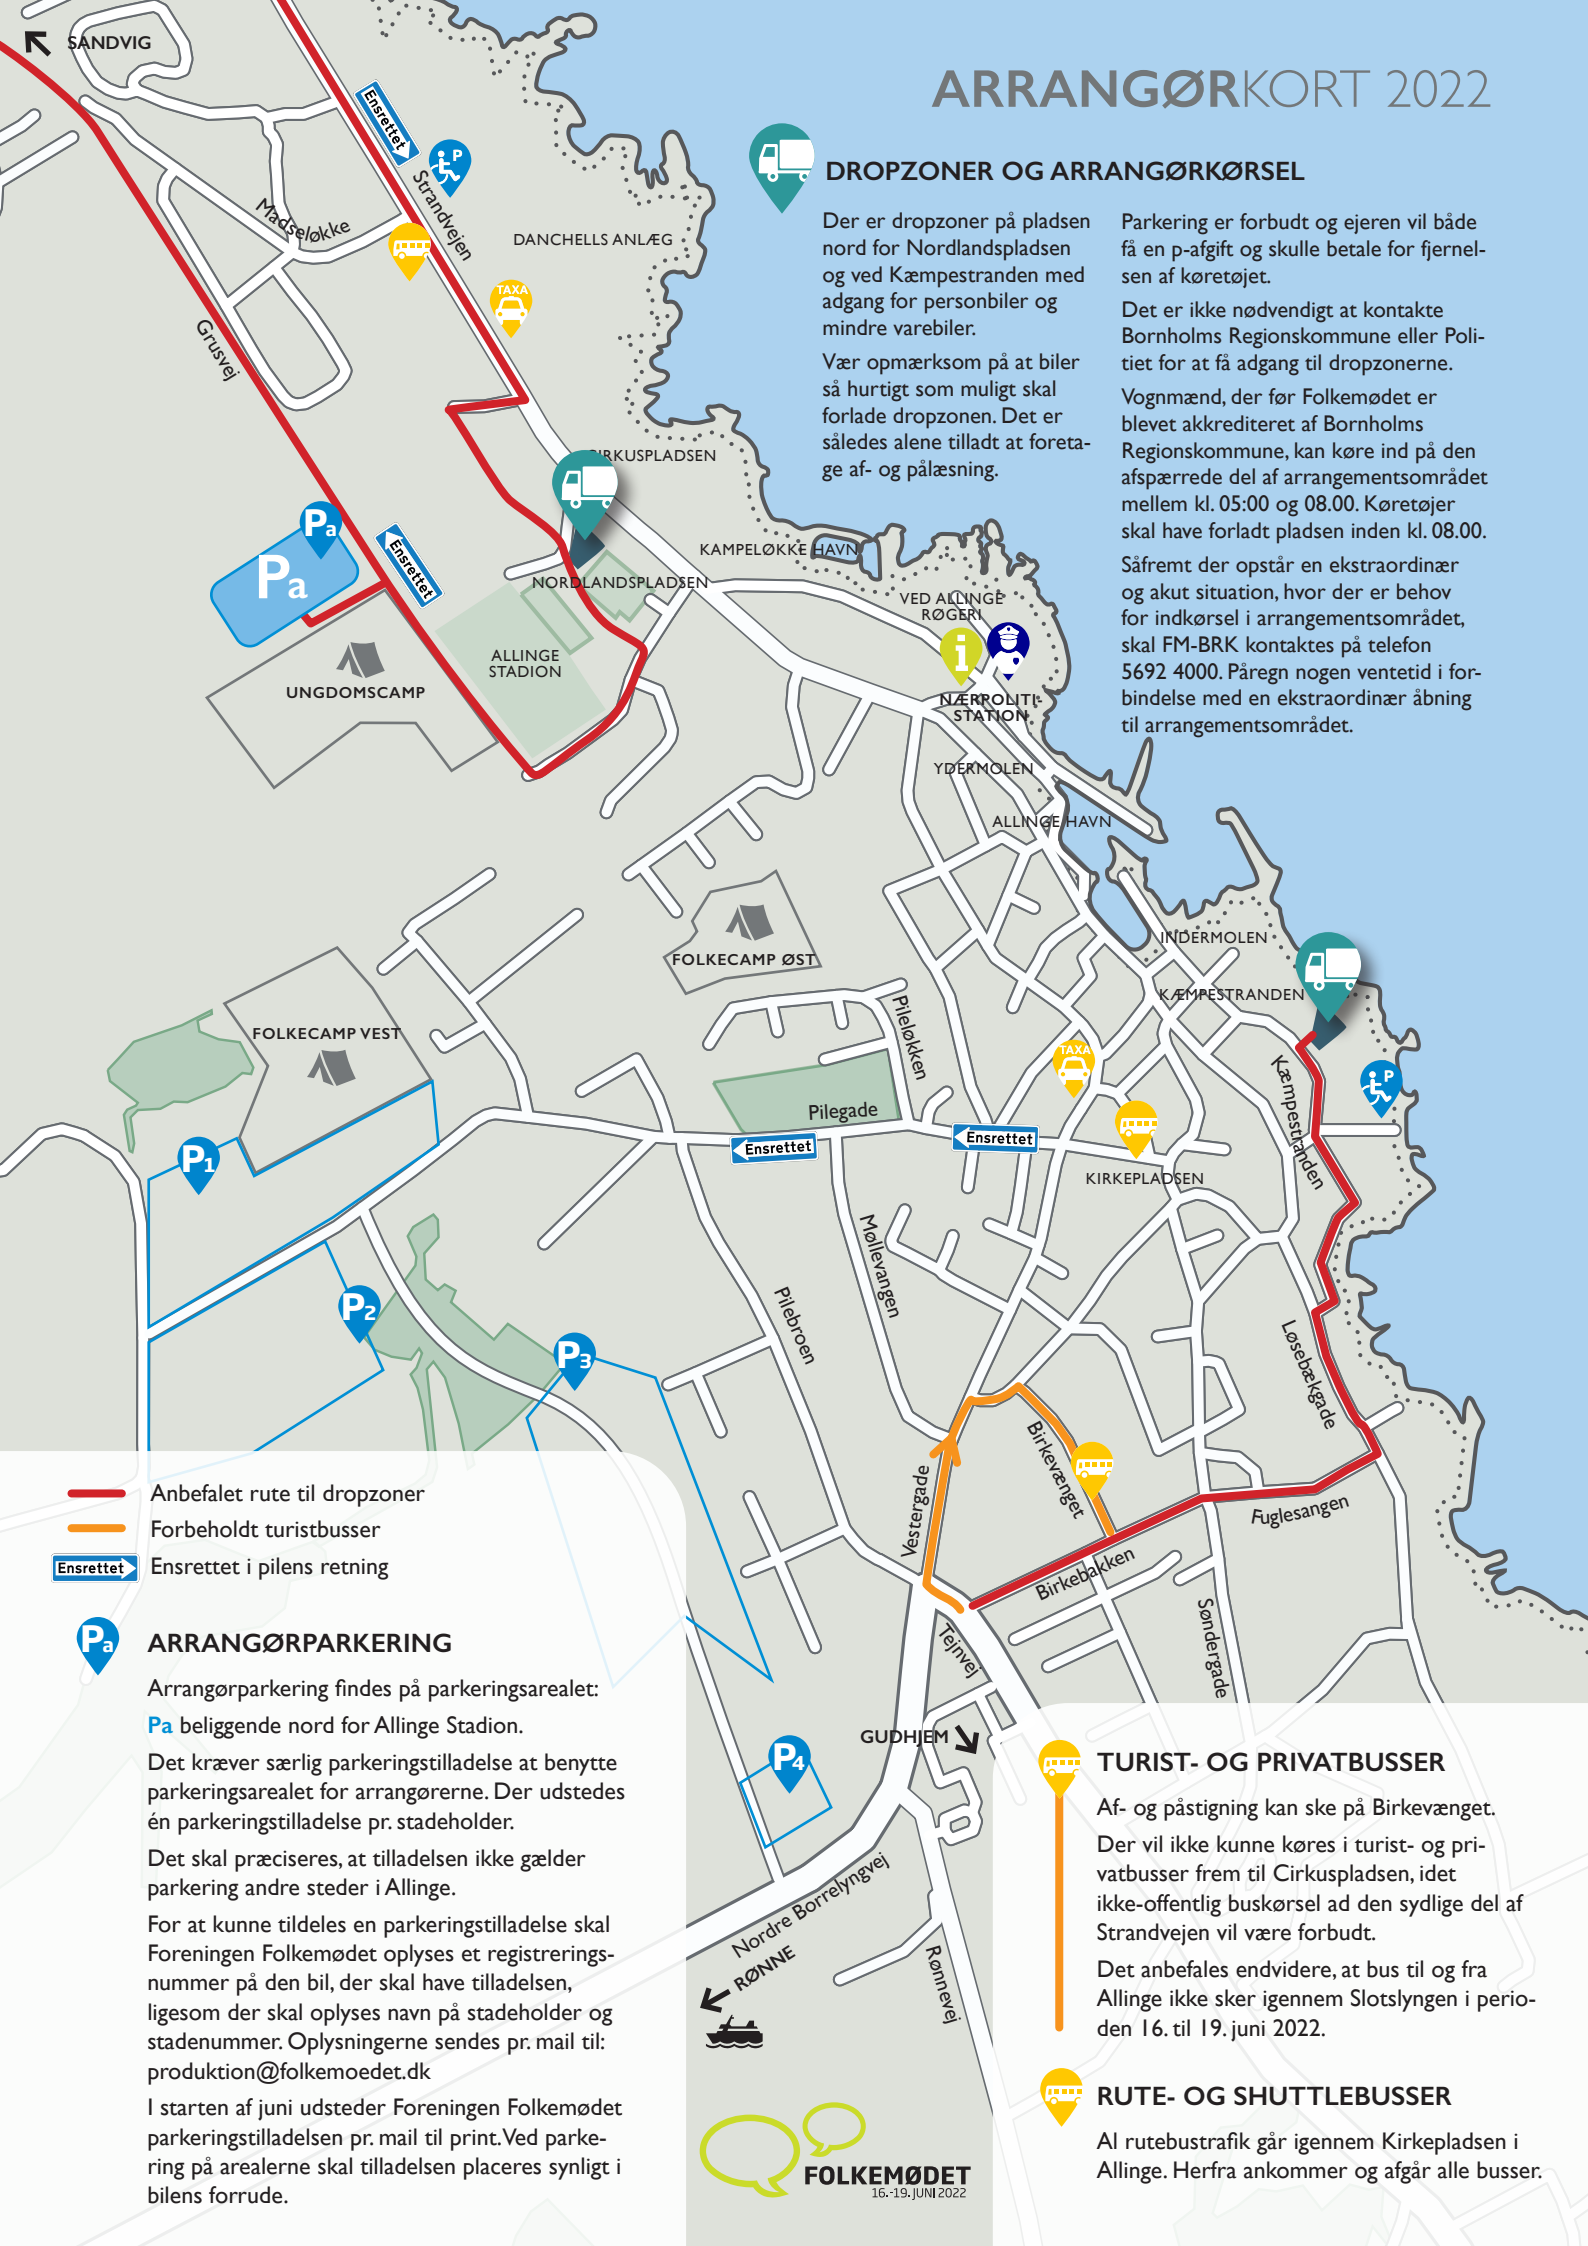 SANDVIG
ARRANGØRKORT 2022
Ensrettet
P
Strandvejen
Madseløkke
DANCHELLS ANLÆG
TAXA
Grusvej
DROPZONER OG ARRANGØRKØRSEL
Der er dropzoner på pladsen
nord for Nordlandspladsen
og ved Kæmpestranden med
adgang for personbiler og
mindre varebiler.
Vær opmærksom på at biler
så hurtigt som muligt skal
forlade dropzonen. Det er
således alene tilladt at foreta-
ge af- og pålæsning.
Parkering er forbudt og ejeren vil både
få en p-afgift og skulle betale for fjernel-
sen af køretøjet.
Det er ikke nødvendigt at kontakte
Bornholms Regionskommune eller Poli-
tiet for at få adgang til dropzonerne.
Vognmænd, der før Folkemødet er
blevet akkrediteret af Bornholms
Regionskommune, kan køre ind på den
afspærrede del af arrangementsområdet
mellem kl. 05:00 og 08.00. Køretøjer
skal have forladt pladsen inden kl. 08.00.
Såfremt der opstår en ekstraordinær
og akut situation, hvor der er behov
for indkørsel i arrangementsområdet,
skal FM-BRK kontaktes på telefon
5692 4000. Påregn nogen ventetid i for-
bindelse med en ekstraordinær åbning
til arrangementsområdet.
CIRKUSPLADSEN
Pa
Pa
Ensrettet
KAMPELØKKE HAVN
NORDLANDSPLADSEN
VED ALLINGE
RØGERI
i
ALLINGE
STADION
UNGDOMSCAMP
NÆRPOLITI-
STATION
YDERMOLEN
ALLINGE HAVN
INDERMOLEN
KÆMPESTRANDEN
FOLKECAMP ØST
FOLKECAMP VEST
Pileløkken
TAXA
Kæmpestranden
P
Pilegade
Ensrettet
Ensrettet
KIRKEPLADSEN
P1
P2
P3
Møllevangen
Pilebroen
Løsebækgade
Birkevænget
Vestergade
Fuglesangen
Birkebakken
Søndergade
Tejnvej
Anbefalet rute til dropzoner
Forbeholdt turistbusser
Ensrettet
Ensrettet i pilens retning
Pa
ARRANGØRPARKERING
Arrangørparkering findes på parkeringsarealet:
Pa beliggende nord for Allinge Stadion.
Det kræver særlig parkeringstilladelse at benytte
parkeringsarealet for arrangørerne. Der udstedes
én parkeringstilladelse pr. stadeholder.
Det skal præciseres, at tilladelsen ikke gælder
parkering andre steder i Allinge.
For at kunne tildeles en parkeringstilladelse skal
Foreningen Folkemødet oplyses et registrerings-
nummer på den bil, der skal have tilladelsen,
ligesom der skal oplyses navn på stadeholder og
stadenummer. Oplysningerne sendes pr. mail til:
produktion@folkemoedet.dk
I starten af juni udsteder Foreningen Folkemødet
parkeringstilladelsen pr. mail til print. Ved parke-
ring på arealerne skal tilladelsen placeres synligt i
bilens forrude.
GUDHJEM
P4
Nordre Borrelyngvej
RØNNE
Rønnevej
FOLKEMØDET
16.-19. JUNI 2022
TURIST- OG PRIVATBUSSER
Af- og påstigning kan ske på Birkevænget.
Der vil ikke kunne køres i turist- og pri-
vatbusser frem til Cirkuspladsen, idet
ikke-offentlig buskørsel ad den sydlige del af
Strandvejen vil være forbudt.
Det anbefales endvidere, at bus til og fra
Allinge ikke sker igennem Slotslyngen i perio-
den 16. til 19. juni 2022.
RUTE- OG SHUTTLEBUSSER
Al rutebustrafik går igennem Kirkepladsen i
Allinge. Herfra ankommer og afgår alle busser.